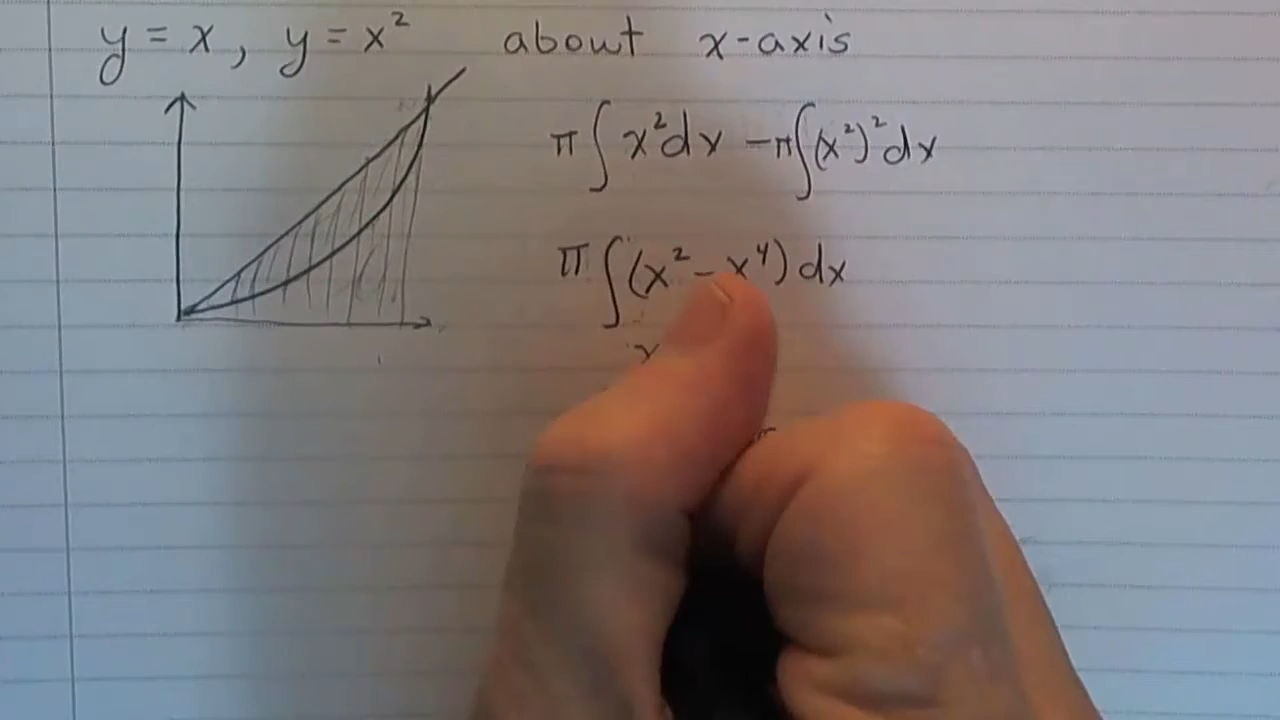 y = x, y = x² about x-axis
π∫x²dx -π∫(x²)²dx
π∫(x² - x⁴)dx
x